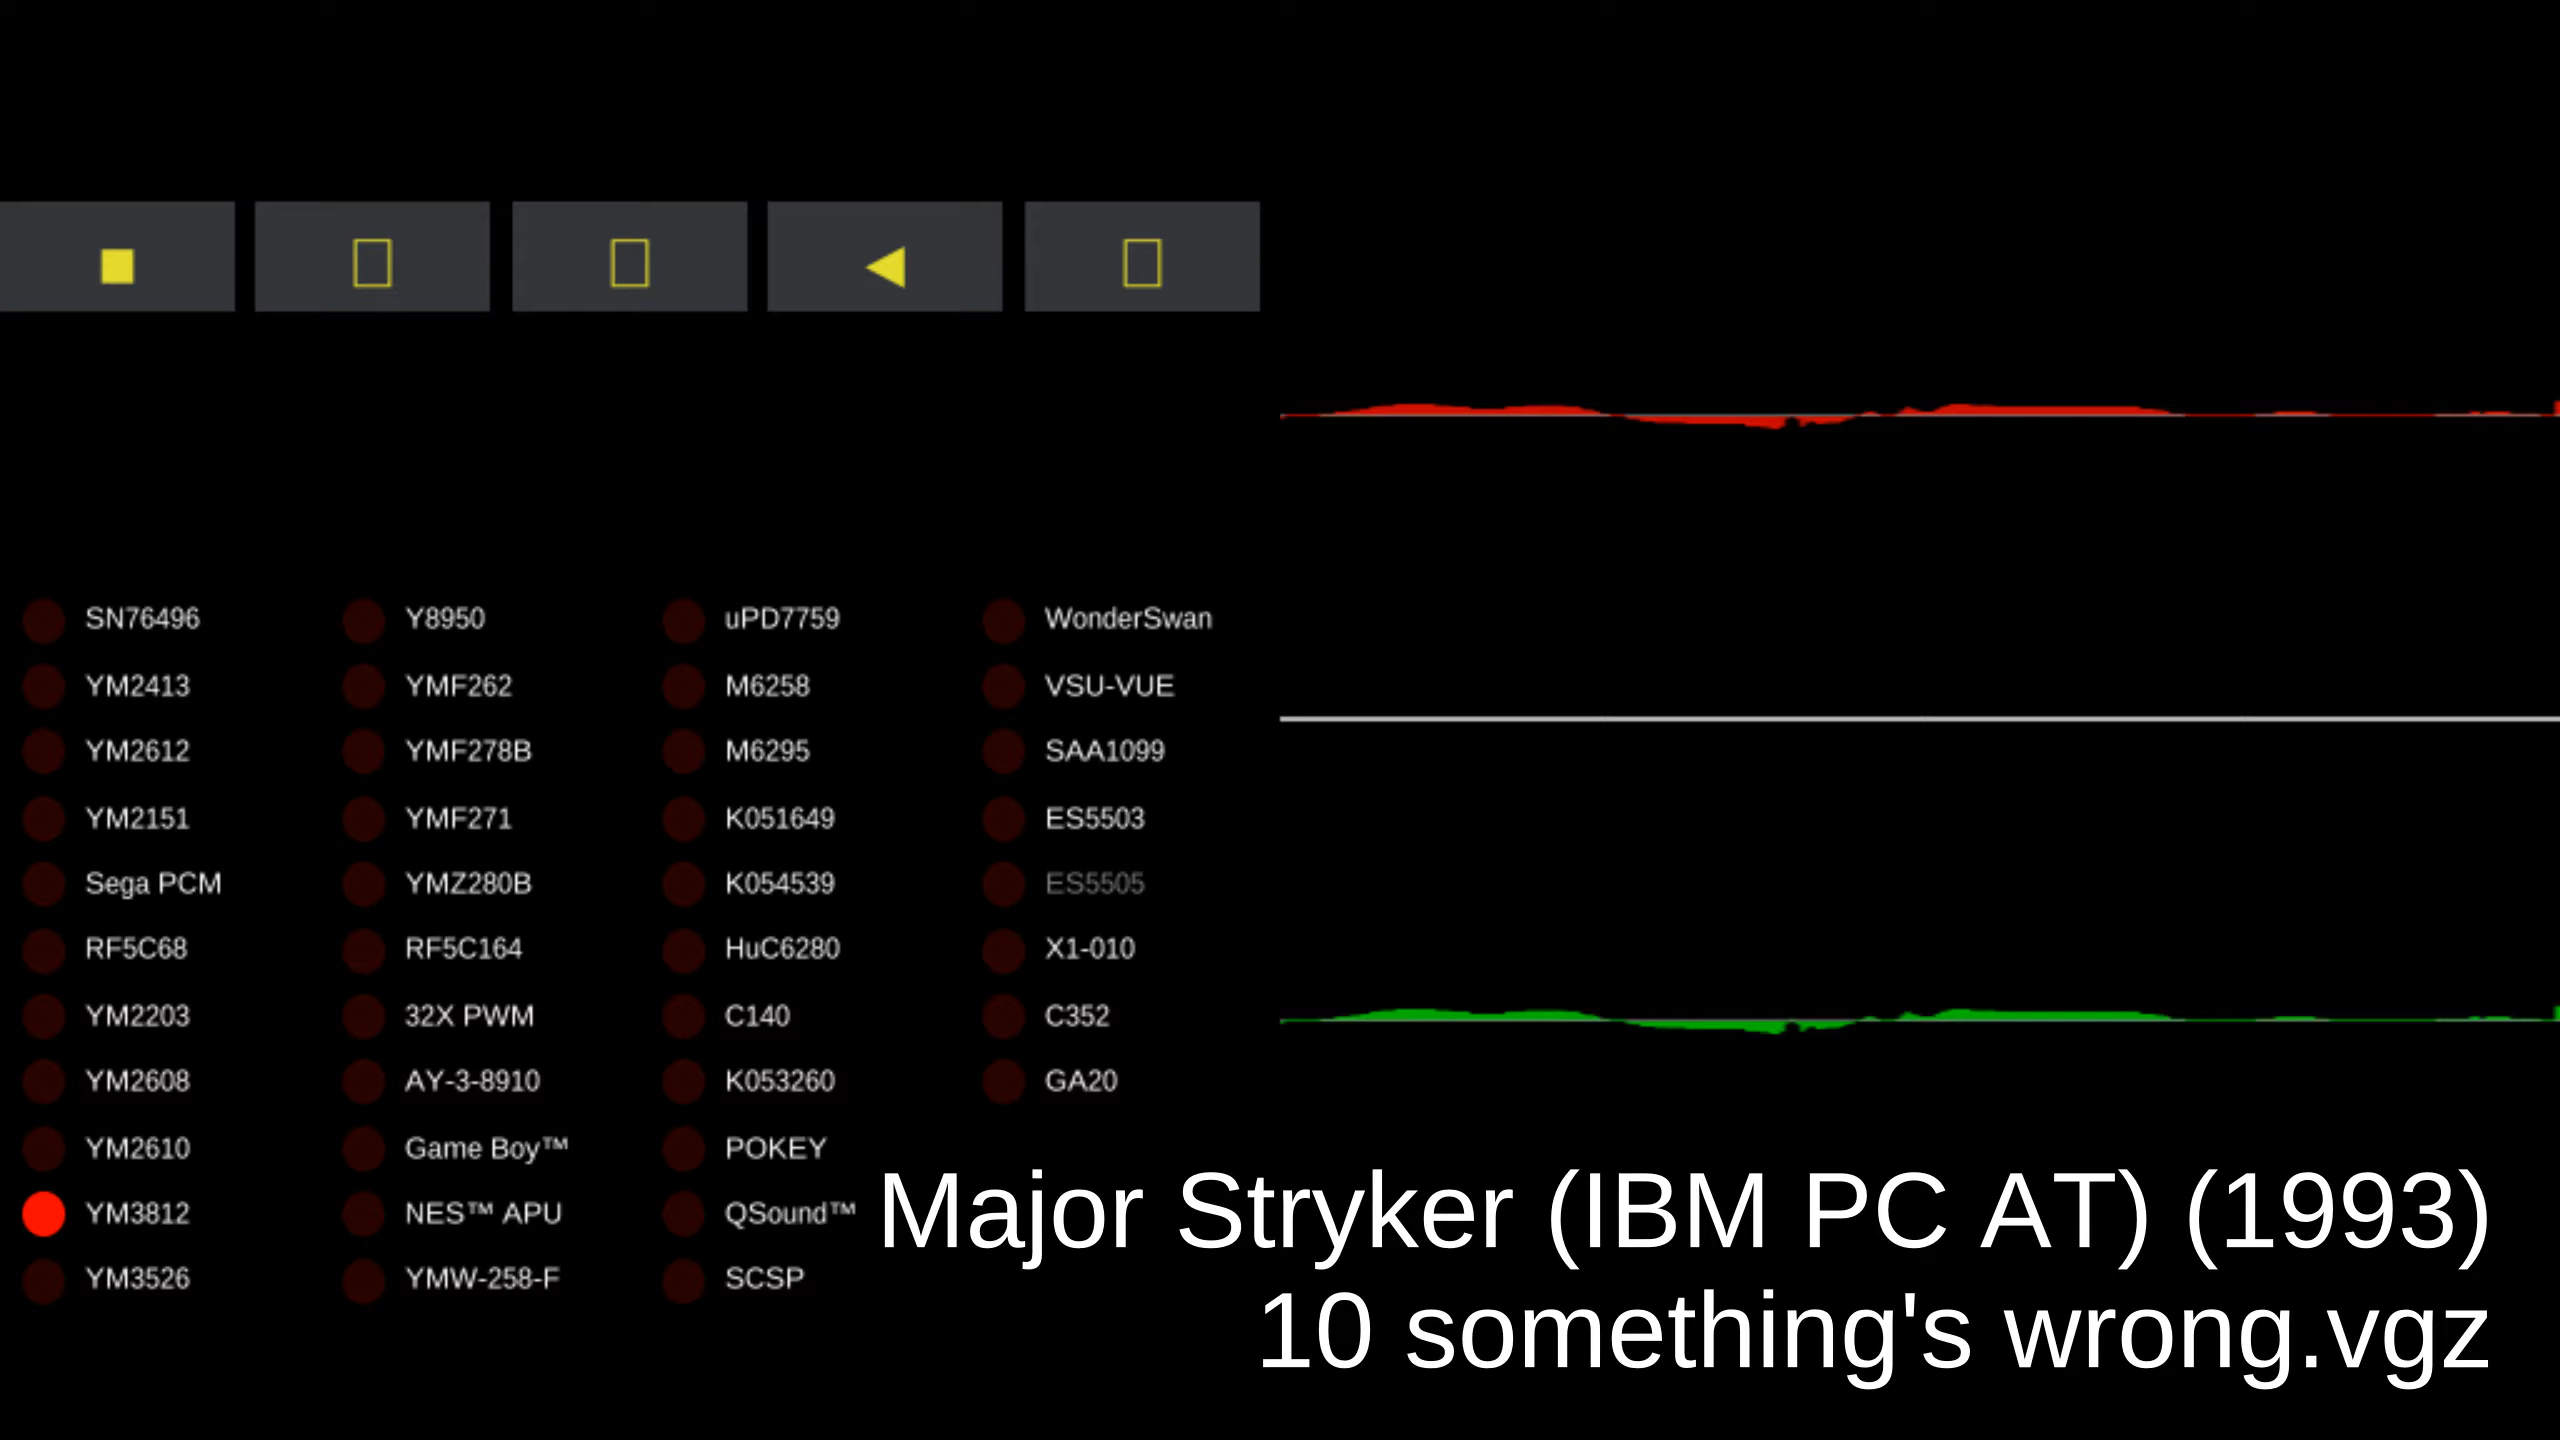 SN76496
YM2413
YM2612
YM2151
Sega PCM
RF5C68
YM2203
YM2608
YM2610
YM3812
YM3526
Y8950
YMF262
YMF278B
YMF271
YMZ280B
RF5C164
32X PWM
AY-3-8910
Game Boy™
NES™ APU
YMW-258-F
uPD7759
M6258
M6295
K051649
K054539
HuC6280
C140
K053260
POKEY
QSound™
SCSP
WonderSwan
VSU-VUE
SAA1099
ES5503
ES5505
X1-010
C352
GA20
Major Stryker (IBM PC AT) (1993)
10 something's wrong.vgz